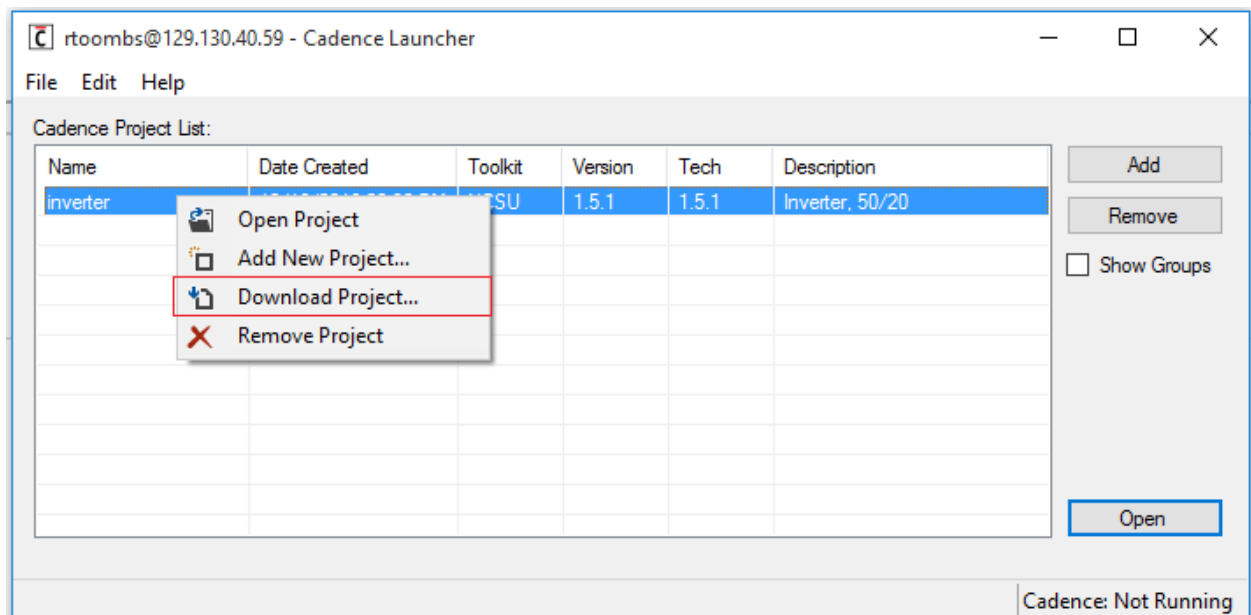 rtoombs@129.130.40.59 - Cadence Launcher
File Edit Help
Cadence Project List:
Name Date Created Toolkit Version Tech Description
inverter 1.5.1 1.5.1 Inverter, 50/20
Open Project
Add New Project...
Download Project...
Remove Project
Add
Remove
Show Groups
Open
Cadence: Not Running